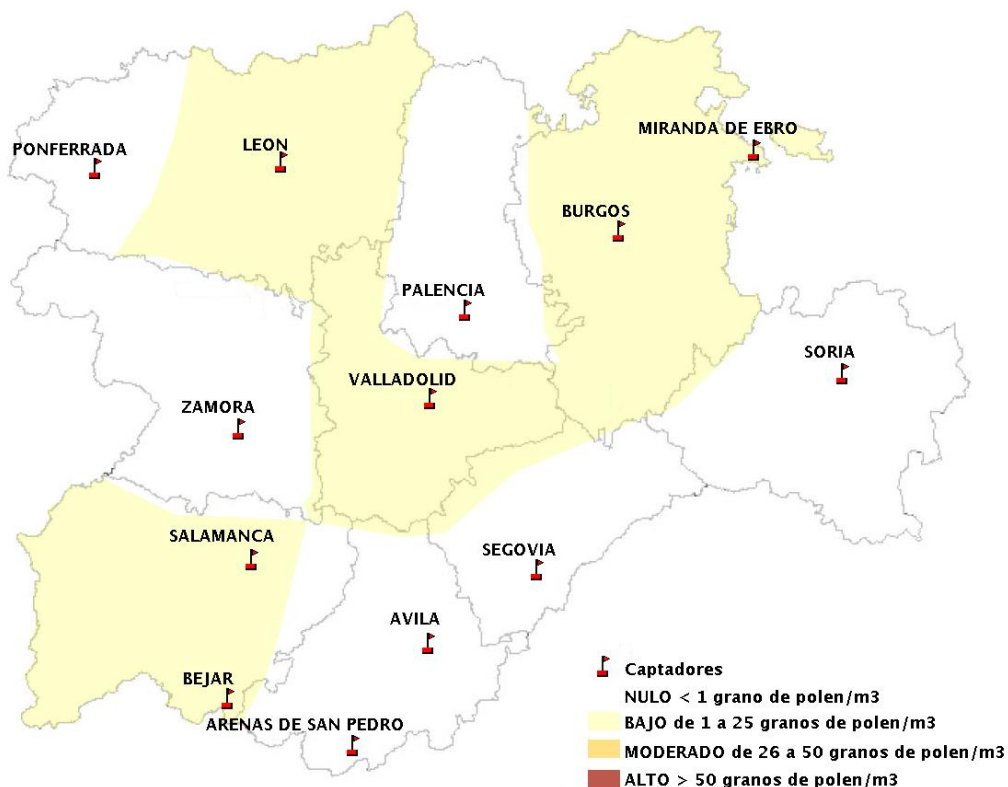 MIRANDA DE EBRO
PONFERRADA
LEON
BURGOS
PALENCIA
SORIA
VALLADOLID
ZAMORA
SALAMANCA
SEGOVIA
AVILA
BEJAR
ARENAS DE SAN PEDRO
Captadores
NULO < 1 grano de polen/m3
BAJO de 1 a 25 granos de polen/m3
MODERADO de 26 a 50 granos de polen/m3
ALTO > 50 granos de polen/m3